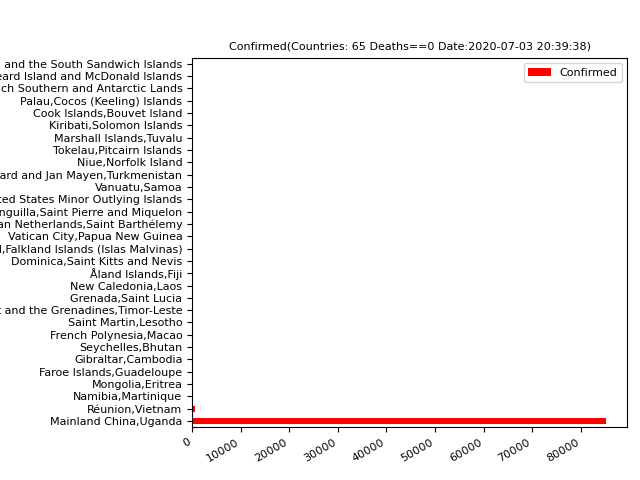 Confirmed(Countries: 65 Deaths==0 Date:2020-07-03 20:39:38)
Confirmed
and the South Sandwich Islands
Island and McDonald Islands
Southern and Antarctic Lands
Palau,Cocos (Keeling) Islands
Cook Islands,Bouvet Island
Kiribati,Solomon Islands
Marshall Islands,Tuvalu
Tokelau,Pitcairn Islands
Niue,Norfolk Island
and Jan Mayen,Turkmenistan
Vanuatu,Samoa
States Minor Outlying Islands
nguilla,Saint Pierre and Miquelon
an Netherlands,Saint Barthélemy
Vatican City,Papua New Guinea
,Falkland Islands (Islas Malvinas)
Dominica,Saint Kitts and Nevis
Åland Islands,Fiji
New Caledonia,Laos
Grenada,Saint Lucia
and the Grenadines,Timor-Leste
Saint Martin,Lesotho
French Polynesia,Macao
Seychelles,Bhutan
Gibraltar,Cambodia
Faroe Islands,Guadeloupe
Mongolia,Eritrea
Namibia,Martinique
Réunion,Vietnam
Mainland China,Uganda
0 10000 20000 30000 40000 50000 60000 70000 80000